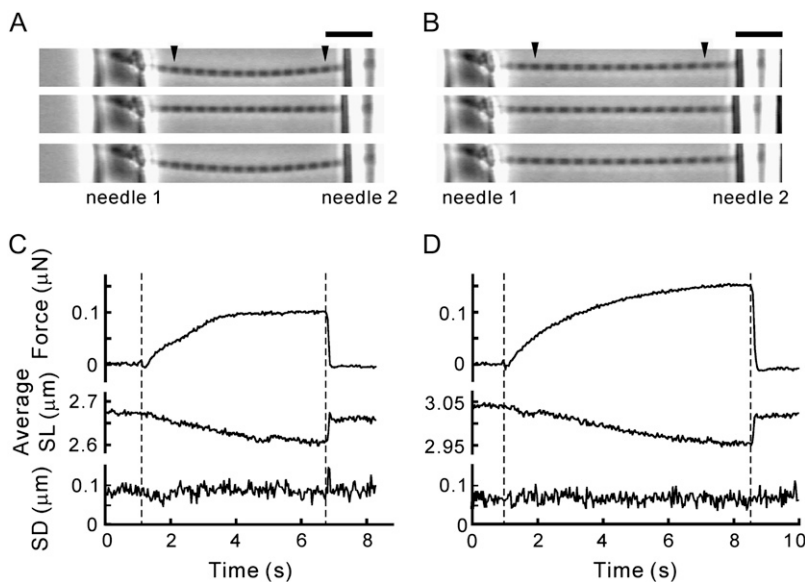 A B
needle 1 needle 2 needle 1 needle 2
C D
Force (μN)
0.1
0
Average
SL (μm)
2.7
2.6
3.05
2.95
SD (μm)
0.1
0
0.1
0
0.1
0
0 2 4 6 8 0 2 4 6 8 10
Time (s) Time (s)